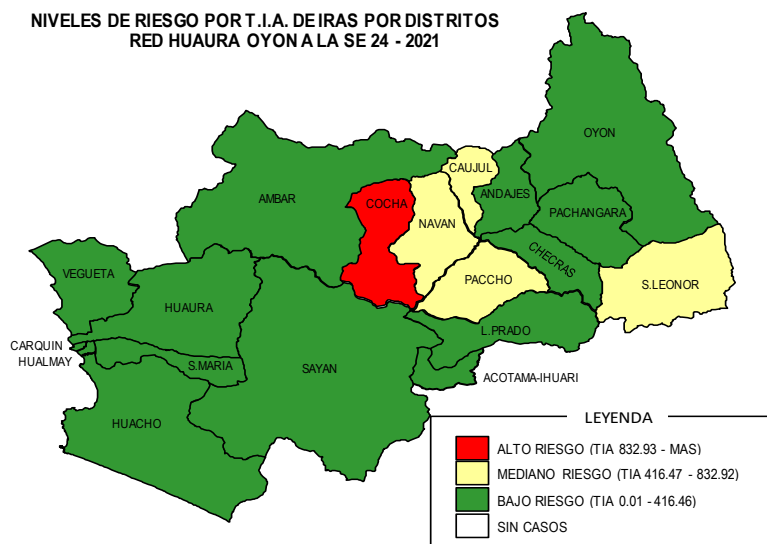 NIVELES DE RIESGO POR T.I.A. DE IRAS POR DISTRITOS
RED HUAURA OYON A LA SE 24 - 2021
OYON
CAUJUL
ANDAJES
AMBAR
COCHA
NAVAN
PACHANGARA
CHECRAS
VEGUETA
PACCHO
S.LEONOR
HUAURA
L.PRADO
CARQUIN
HUALMAY
S.MARIA
SAYAN
ACOTAMA-IHUARI
HUACHO
LEYENDA
ALTO RIESGO (TIA 832.93 - MAS)
MEDIANO RIESGO (TIA 416.47 - 832.92)
BAJO RIESGO (TIA 0.01 - 416.46)
SIN CASOS